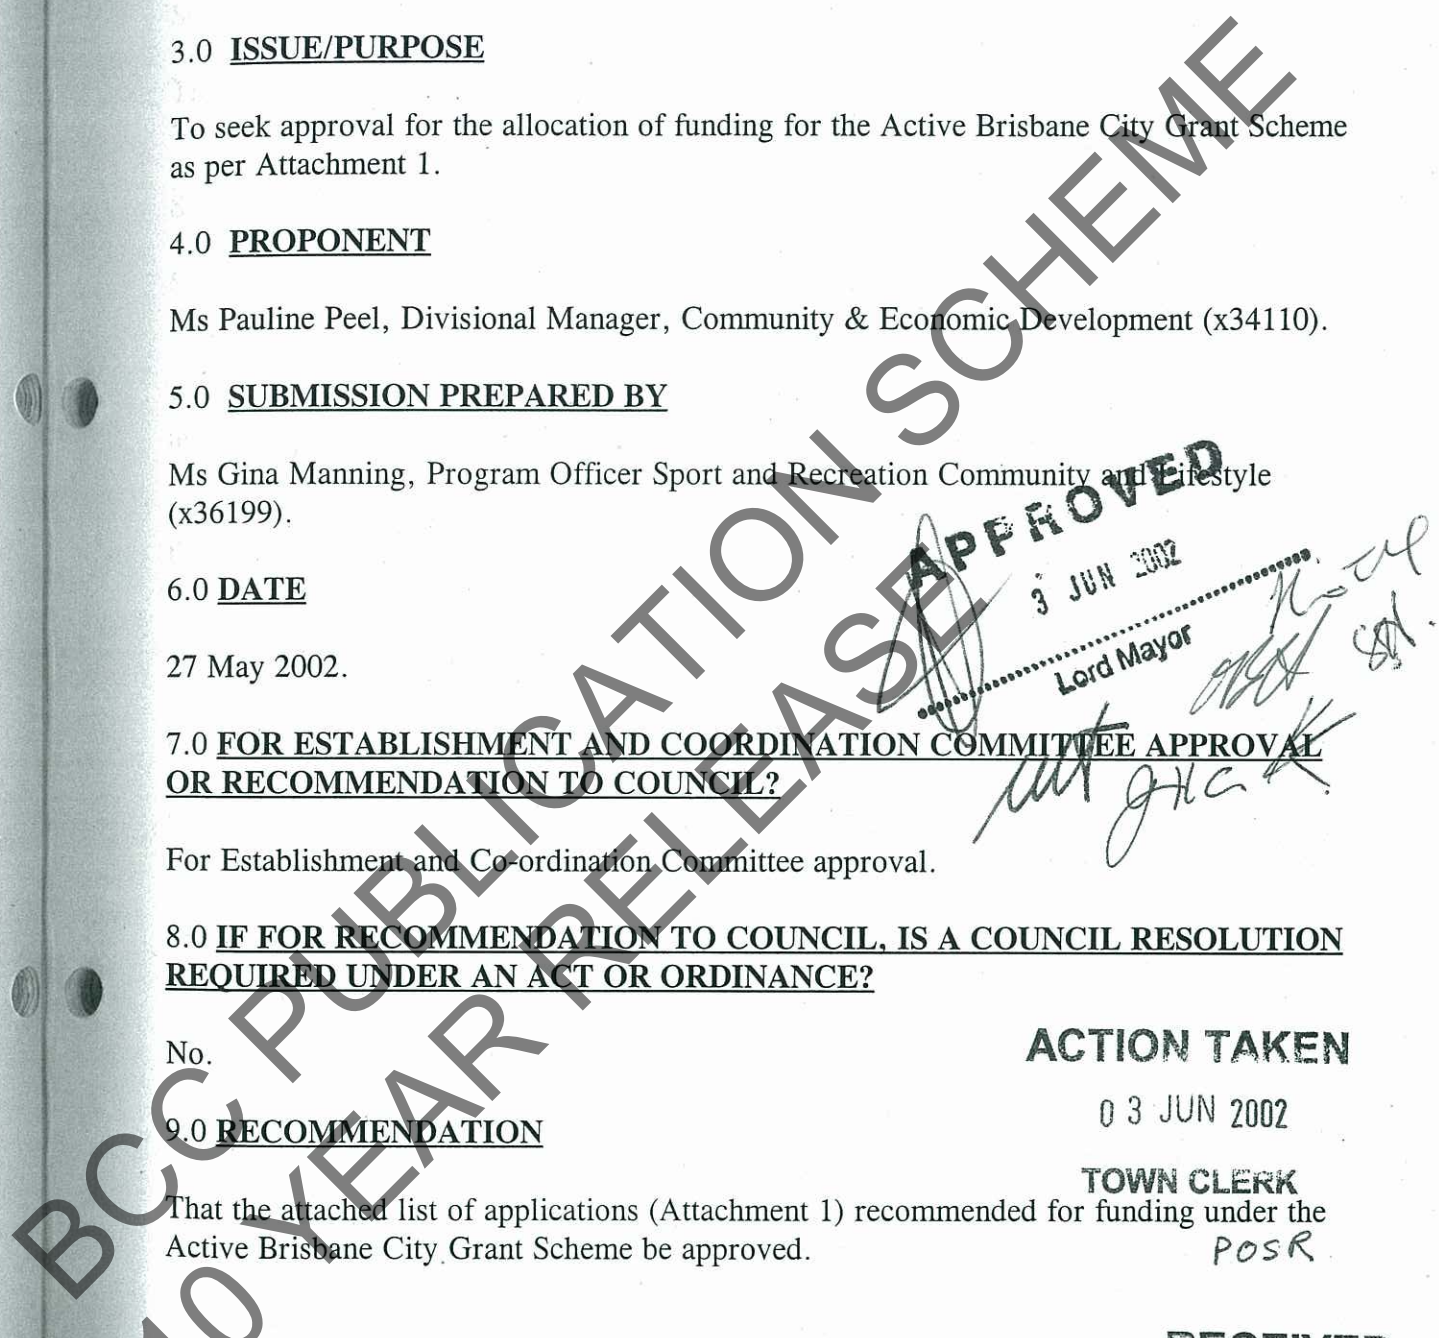 3.0 ISSUE/PURPOSE
To seek approval for the allocation of funding for the Active Brisbane City Grant Scheme
as per Attachment 1.
4.0 PROPONENT
Ms Pauline Peel, Divisional Manager, Community & Economic Development (x34110).
5.0 SUBMISSION PREPARED BY
Ms Gina Manning, Program Officer Sport and Recreation Community and Lifestyle
(x36199).
APPROVED
3 JUN 2002
Lord Mayor
6.0 DATE
27 May 2002.
7.0 FOR ESTABLISHMENT AND COORDINATION COMMITTEE APPROVAL
OR RECOMMENDATION TO COUNCIL?
For Establishment and Co-ordination Committee approval.
8.0 IF FOR RECOMMENDATION TO COUNCIL, IS A COUNCIL RESOLUTION
REQUIRED UNDER AN ACT OR ORDINANCE?
No.
ACTION TAKEN
03 JUN 2002
TOWN CLERK
POSR
9.0 RECOMMENDATION
That the attached list of applications (Attachment 1) recommended for funding under the
Active Brisbane City Grant Scheme be approved.
RECEIVED
BCC PUBLICATION SCHEME
10 YEAR RELEASE